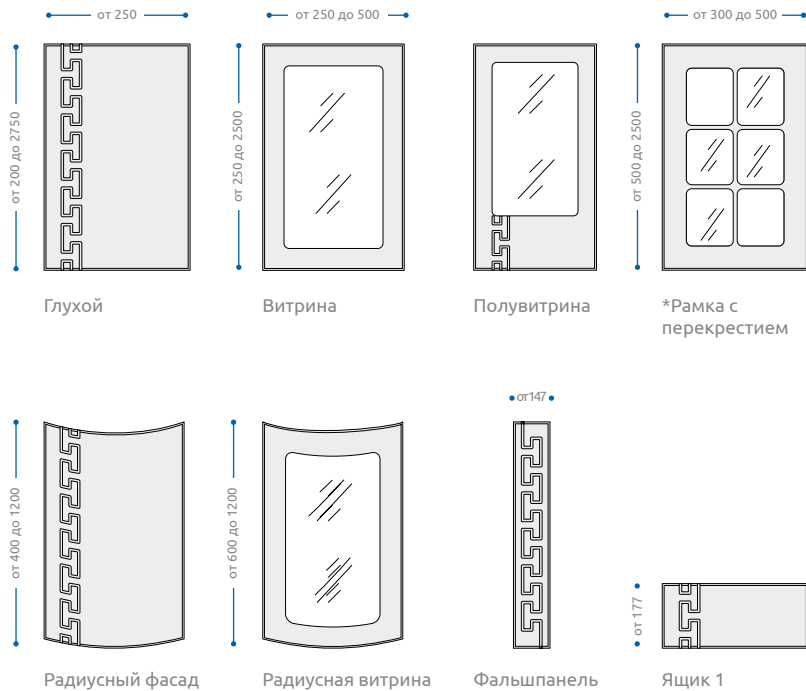 от 250
от 250 до 500
от 300 до 500
от 200 до 2750
от 250 до 2500
от 500 до 2500
Глухой
Витрина
Полувитрина
*Рамка с
перекрестием
от 147
от 400 до 1200
от 600 до 1200
от 177
Радиусный фасад
Радиусная витрина
Фальшпанель
Ящик 1